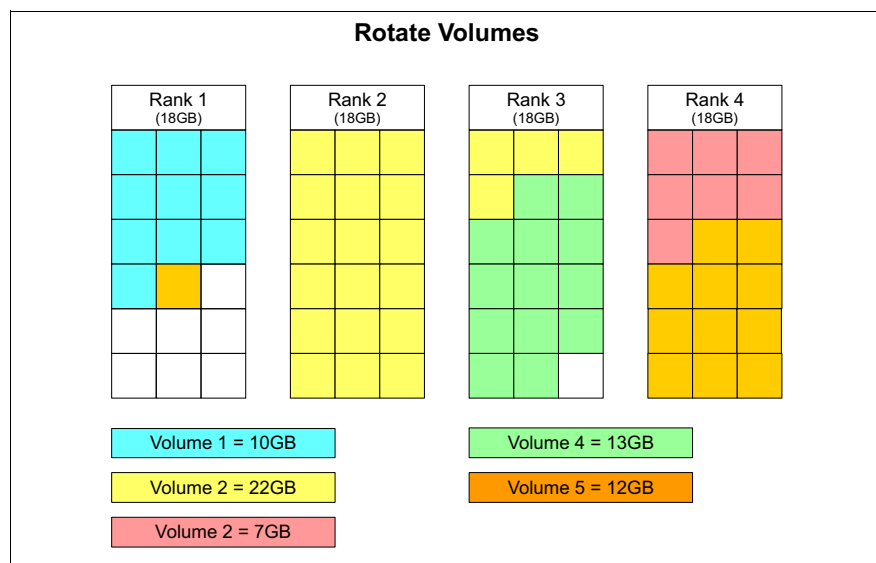 Rotate Volumes
Rank 1
(18GB)
Rank 2
(18GB)
Rank 3
(18GB)
Rank 4
(18GB)
Volume 1 = 10GB
Volume 4 = 13GB
Volume 2 = 22GB
Volume 5 = 12GB
Volume 2 = 7GB